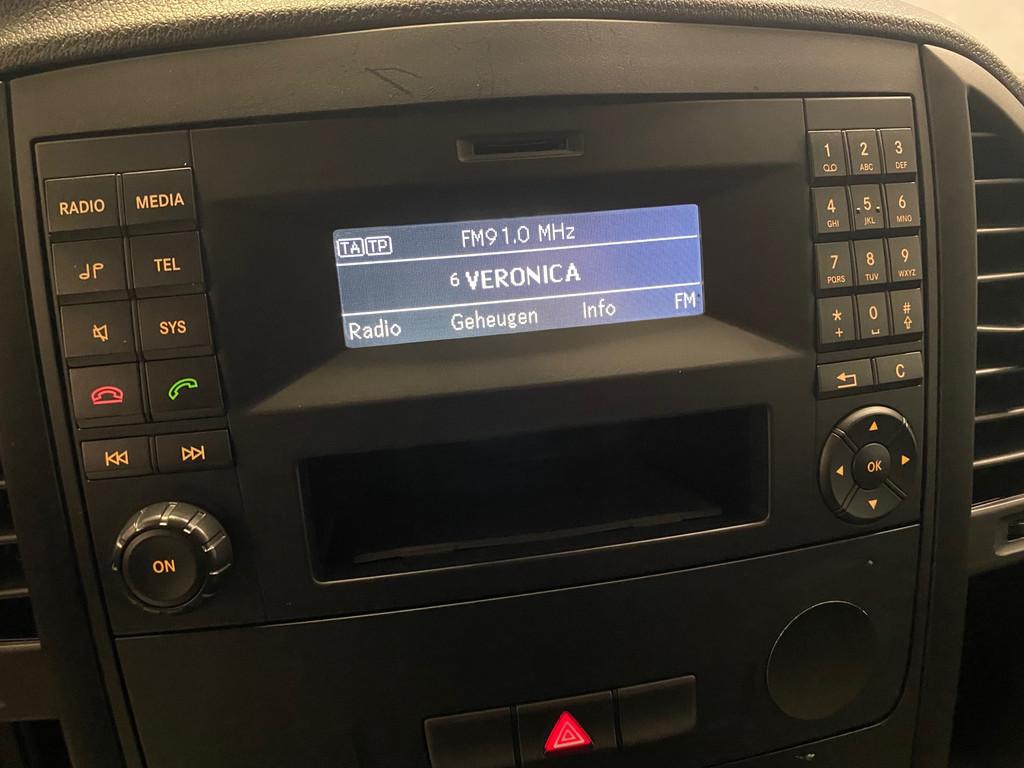 RADIO MEDIA
TEL
SYS
ON
TA TP FM91.0 MHz
6 VERONICA
Radio Geheugen Info FM
1 2 3
ABC DEF
4 5 6
GHI JKL MNO
7 8 9
PQRS TUV WXYZ
* 0 #
+
C
OK